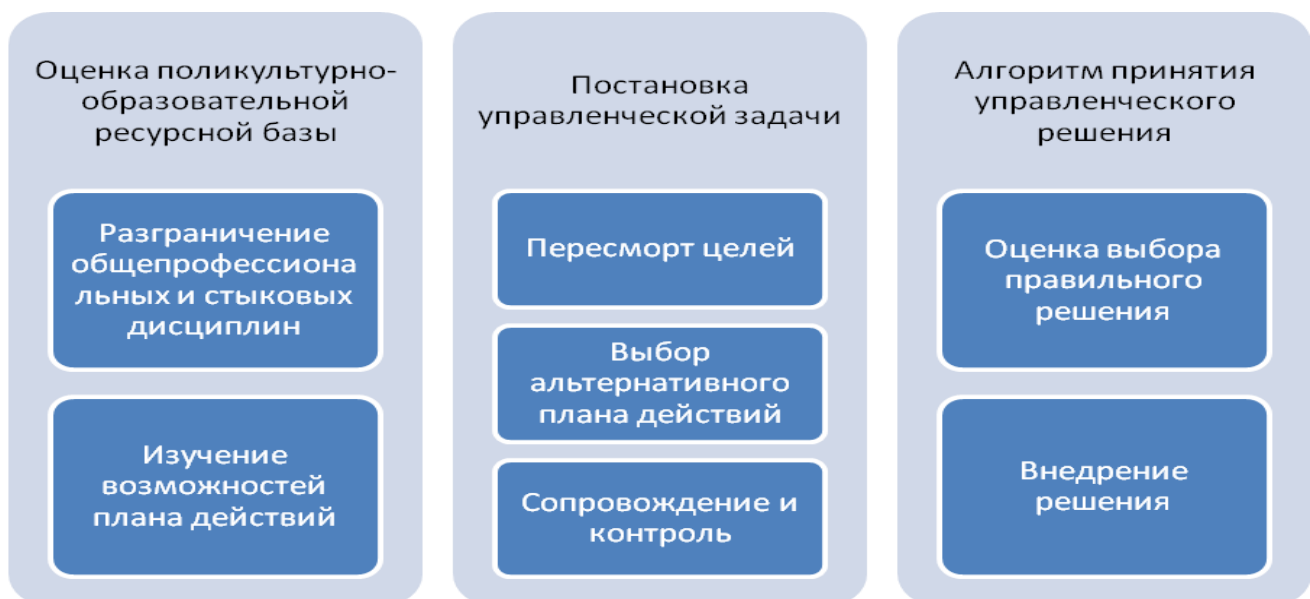 Оценка поликультурно-
образовательной
ресурсной базы
Разграничение
общепрофессиона
льных и стыковых
дисциплин
Изучение
возможностей
плана действий
Постановка
управленческой задачи
Пересморт целей
Выбор
альтернативного
плана действий
Сопровождение и
контроль
Алгоритм принятия
управленческого
решения
Оценка выбора
правильного
решения
Внедрение
решения